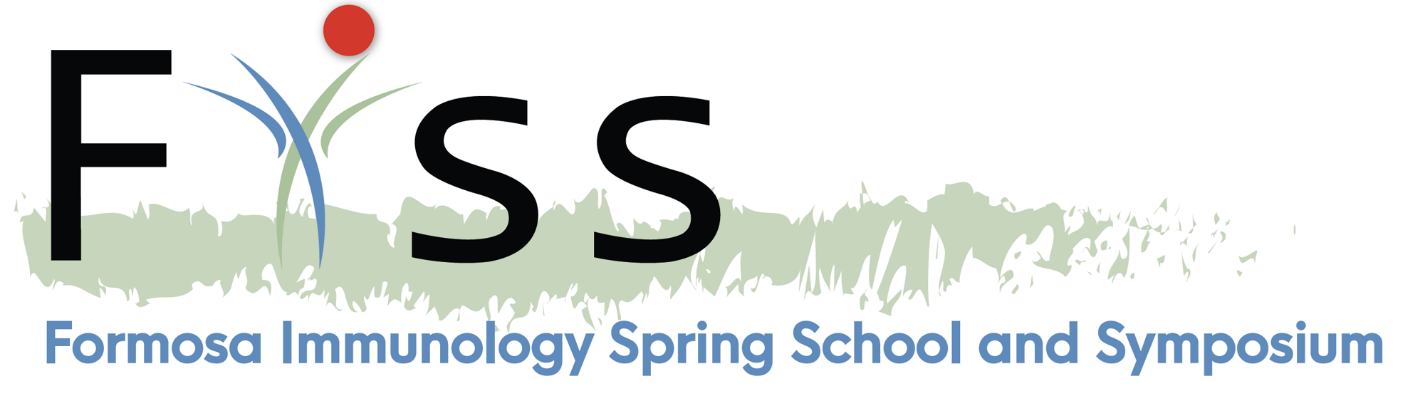 FISS
Formosa Immunology Spring School and Symposium